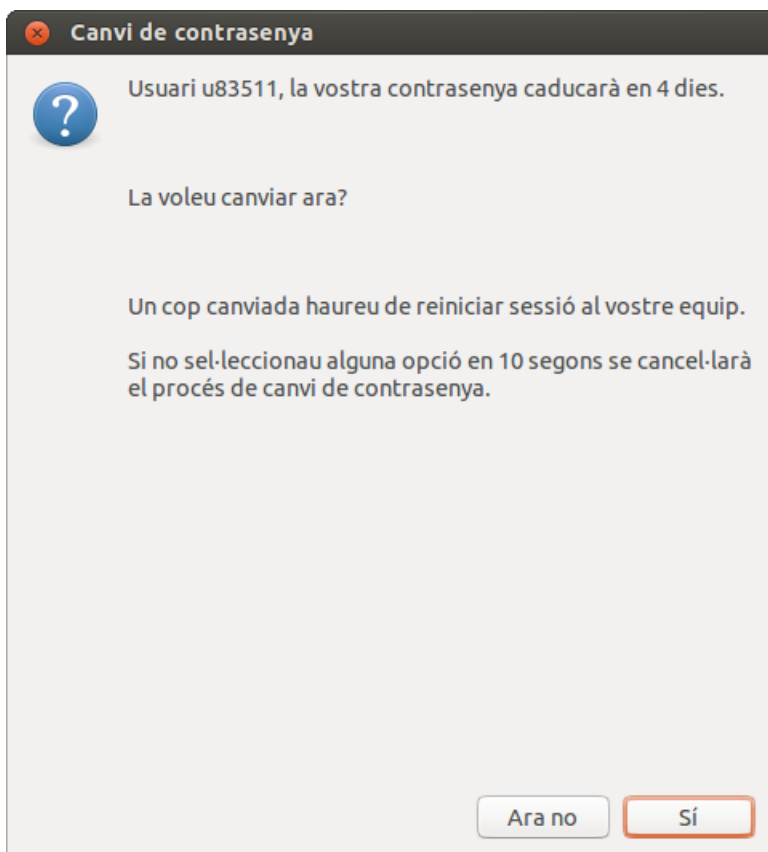 Canvi de contrasenya
Usuari u83511, la vostra contrasenya caducarà en 4 dies.
La voleu canviar ara?
Un cop canviada haureu de reiniciar sessió al vostre equip.
Si no sel·leccionau alguna opció en 10 segons se cancel·larà
el procés de canvi de contrasenya.
Ara no
Sí